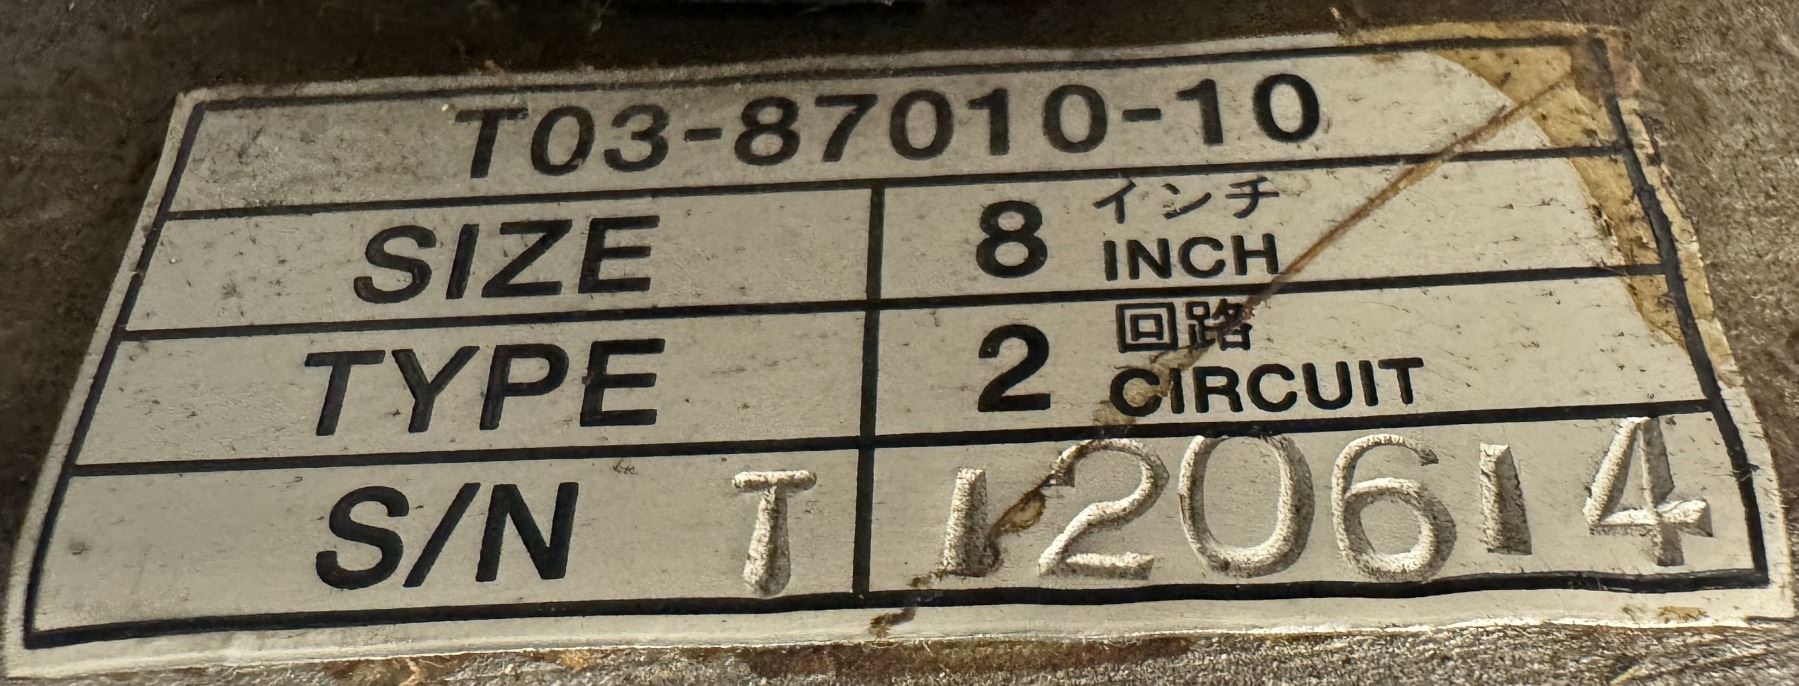 T03-87010-10
SIZE 8 インチ INCH
TYPE 2 回路 CIRCUIT
S/N T 120614